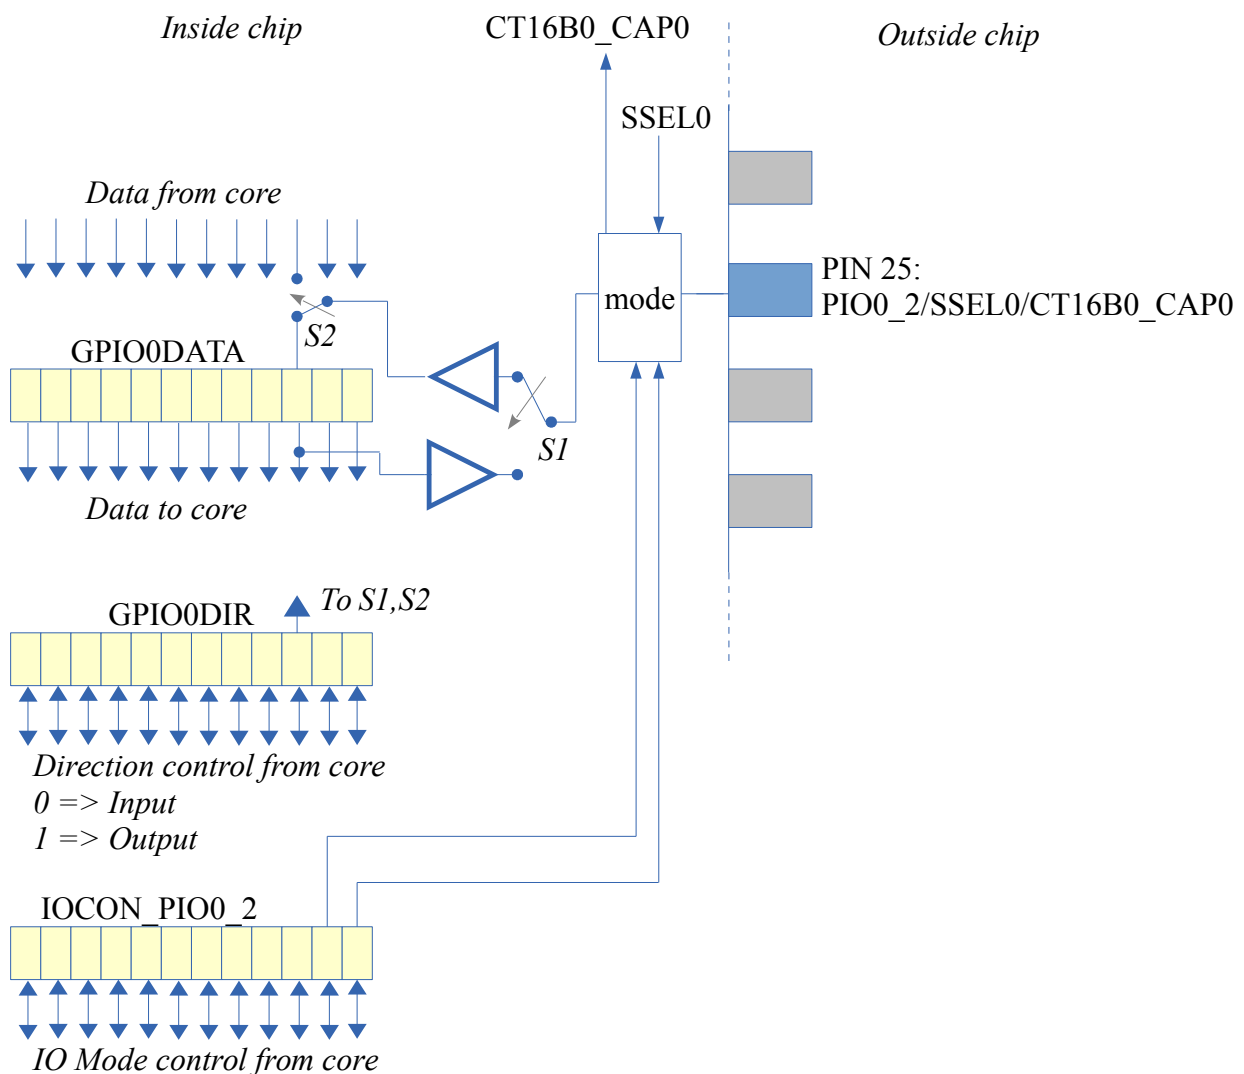 Inside chip
CT16B0_CAP0
Outside chip
SSEL0
Data from core
PIN 25:
PIO0_2/SSEL0/CT16B0_CAP0
mode
S2
GPIO0DATA
S1
Data to core
GPIO0DIR
To S1,S2
Direction control from core
0 => Input
1 => Output
IOCON_PIO0_2
IO Mode control from core